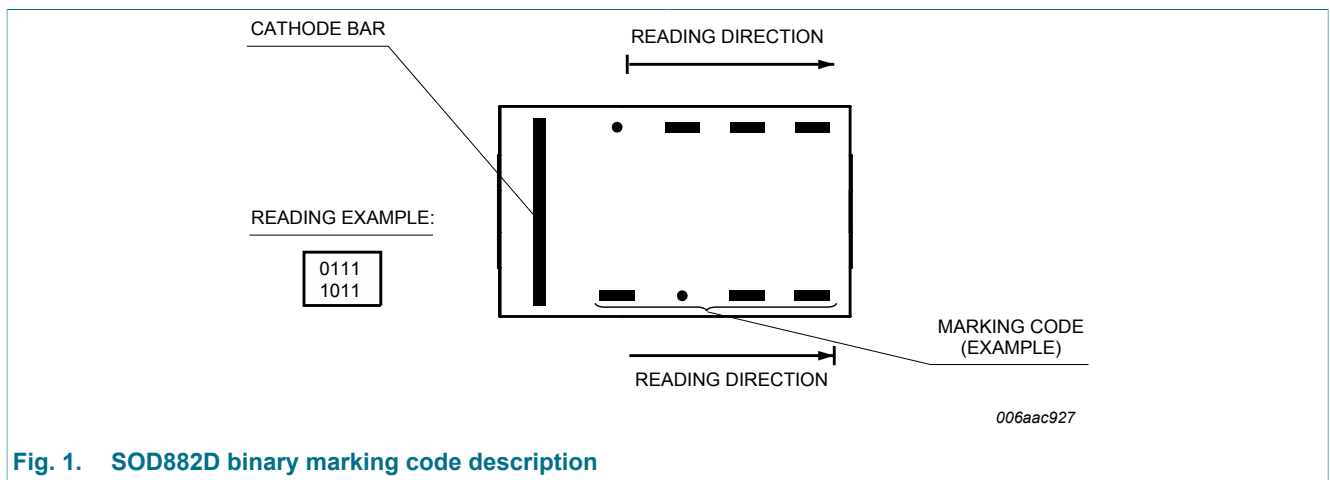 CATHODE BAR
READING DIRECTION
READING EXAMPLE:
0111
1011
MARKING CODE
(EXAMPLE)
READING DIRECTION
006aac927
Fig. 1. SOD882D binary marking code description